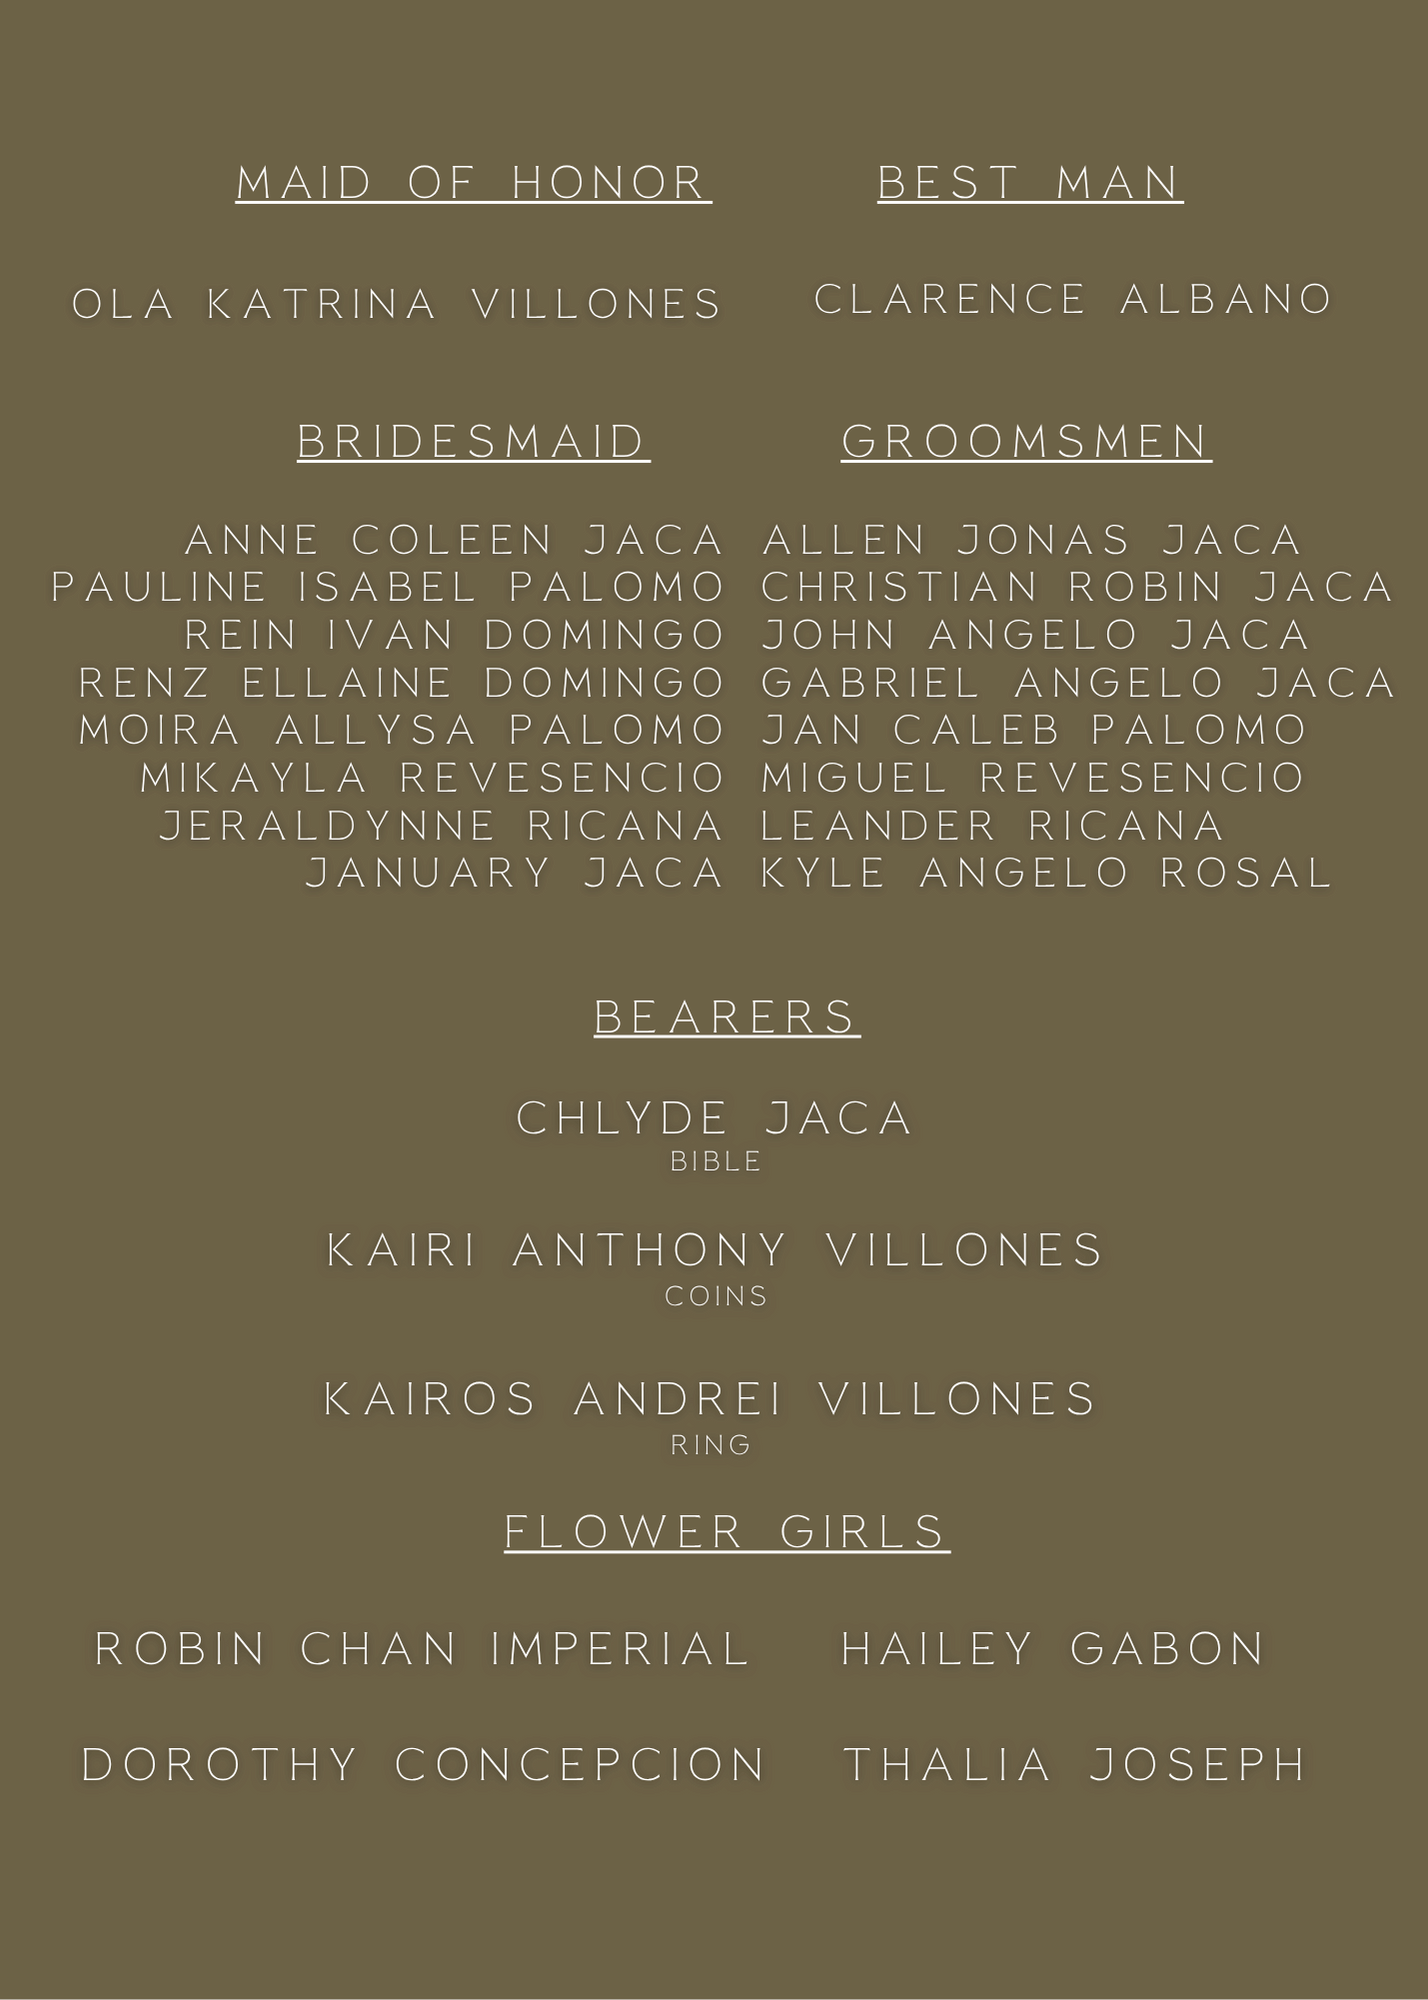 MAID OF HONOR
OLA KATRINA VILLONES
BEST MAN
CLARENCE ALBANO
BRIDESMAID
ANNE COLEEN JACA
PAULINE ISABEL PALOMO
REIN IVAN DOMINGO
RENZ ELLAINE DOMINGO
MOIRA ALLYSA PALOMO
MIKAYLA REVESENCIO
JERALDYNNE RICANA
JANUARY JACA
GROOMSMEN
ALLEN JONAS JACA
CHRISTIAN ROBIN JACA
JOHN ANGELO JACA
GABRIEL ANGELO JACA
JAN CALEB PALOMO
MIGUEL REVESENCIO
LEANDER RICANA
KYLE ANGELO ROSAL
BEARERS
CHLYDE JACA
BIBLE
KAIRI ANTHONY VILLONES
COINS
KAIROS ANDREI VILLONES
RING
FLOWER GIRLS
ROBIN CHAN IMPERIAL
HAILEY GABON
DOROTHY CONCEPCION
THALIA JOSEPH